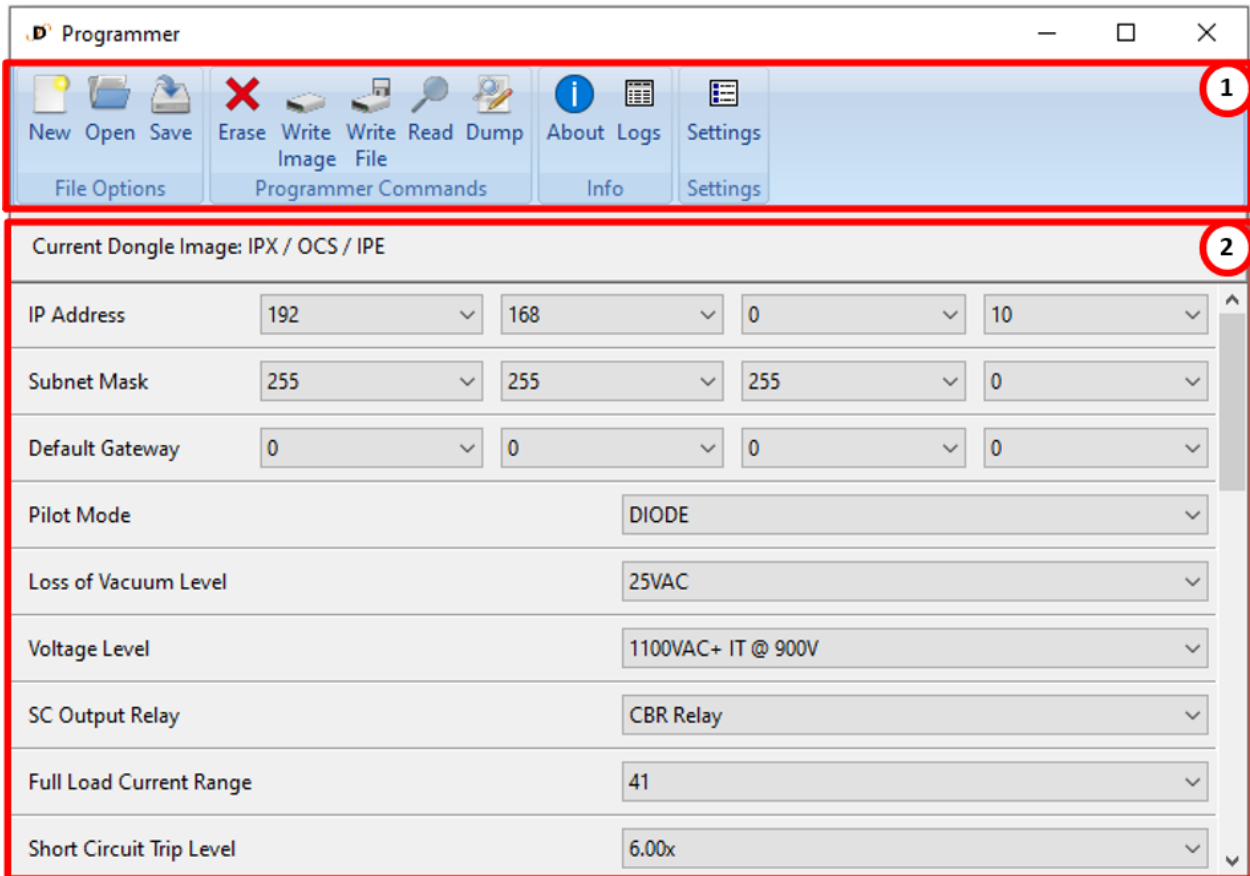 D Programmer
1
New Open Save Erase Write Write Read Dump About Logs Settings
Image File
File Options Programmer Commands Info Settings
2
Current Dongle Image: IPX / OCS / IPE
IP Address 192 168 0 10
Subnet Mask 255 255 255 0
Default Gateway 0 0 0 0
Pilot Mode DIODE
Loss of Vacuum Level 25VAC
Voltage Level 1100VAC+ IT @ 900V
SC Output Relay CBR Relay
Full Load Current Range 41
Short Circuit Trip Level 6.00x